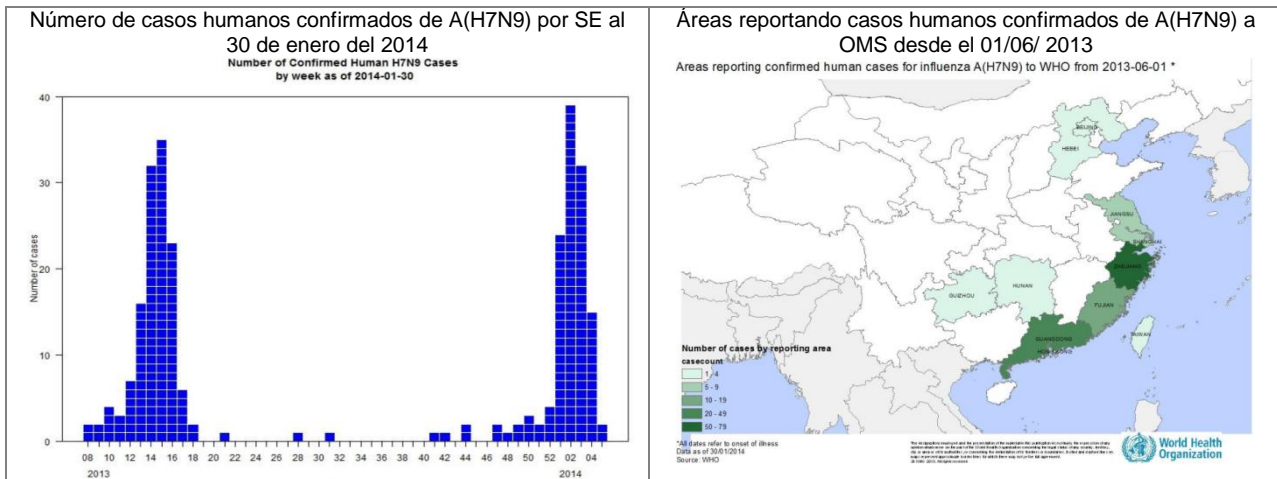 Número de casos humanos confirmados de A(H7N9) por SE al
30 de enero del 2014
Number of Confirmed Human H7N9 Cases
by week as of 2014-01-30
40
30
20
10
0
Number of cases
08 10 12 14 16 18 20 22 24 26 28 30 32 34 36 38 40 42 44 46 48 50 52 02 04
2013 2014
Áreas reportando casos humanos confirmados de A(H7N9) a
OMS desde el 01/06/ 2013
Areas reporting confirmed human cases for influenza A(H7N9) to WHO from 2013-06-01 *
BEIJING
HEBEI
JIANGSU
SHANGHAI
ZHEJIANG
HUNAN
GUIZHOU
FUJIAN
TAIWAN
GUANGDONG
HONG KONG
Number of cases by reporting area
casecount
1 - 4
5 - 9
10 - 19
20 - 49
50 - 79
*All dates refer to onset of illness
Data as of 30/01/2014
Source: WHO
World Health
Organization